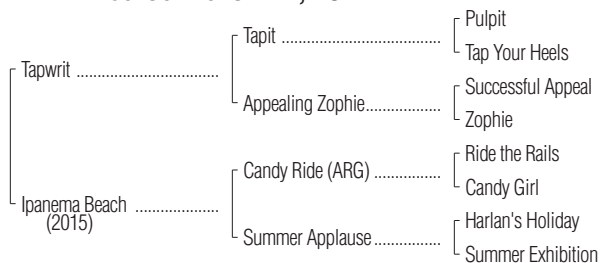 Pulpit
Tapit ....................................
Tap Your Heels
Tapwrit ................................
Successful Appeal
Appealing Zophie.................
Zophie
Ride the Rails
Candy Ride (ARG) ...............
Candy Girl
Ipanema Beach ...................
(2015)
Harlan's Holiday
Summer Applause...............
Summer Exhibition